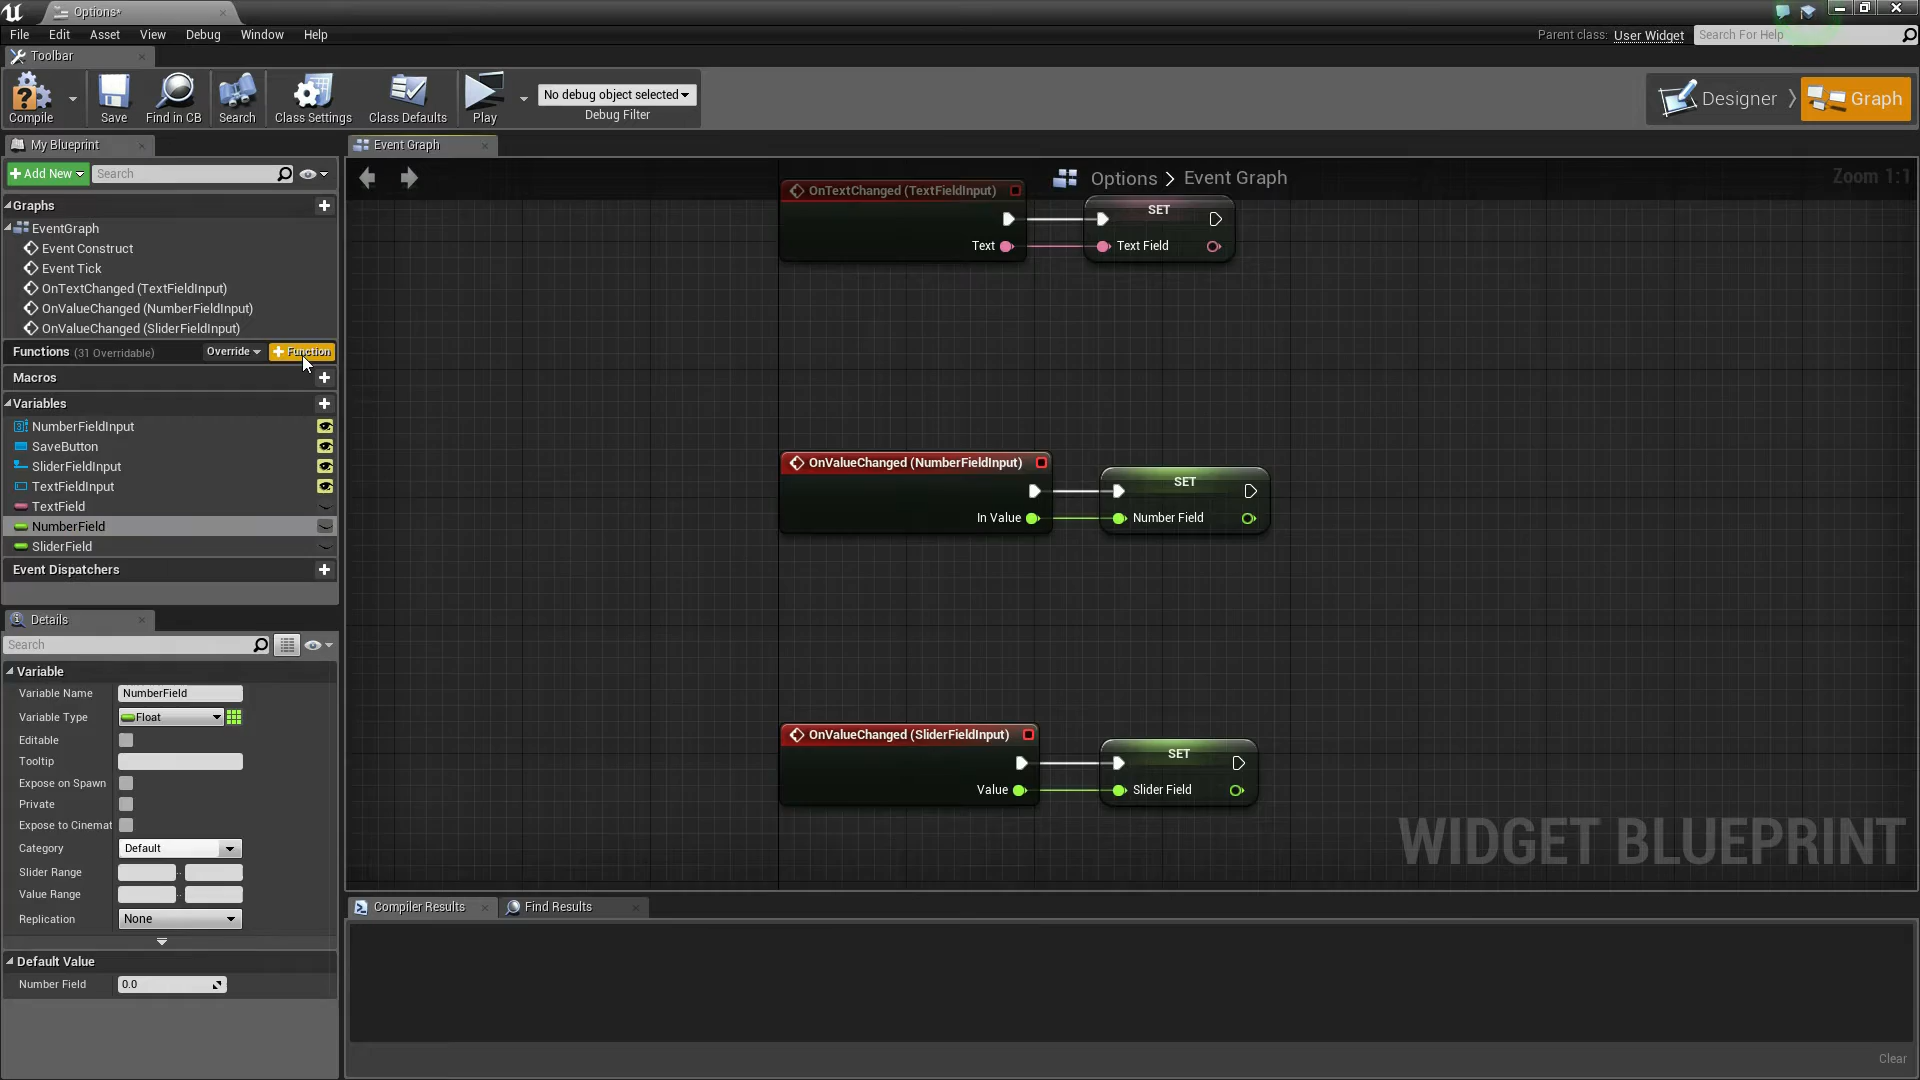 Options*
File Edit Asset View Debug Window Help
Parent class: User Widget Search For Help
Toolbar
Compile Save Find in CB Search Class Settings Class Defaults Play
No debug object selected
Debug Filter
Designer Graph
My Blueprint
Event Graph
Add New Search
Options > Event Graph
Zoom 1:1
Graphs
EventGraph
Event Construct
Event Tick
OnTextChanged (TextFieldInput)
OnValueChanged (NumberFieldInput)
OnValueChanged (SliderFieldInput)
Functions (31 Overridable) Override Function
Macros
Variables
NumberFieldInput
SaveButton
SliderFieldInput
TextFieldInput
TextField
NumberField
SliderField
Event Dispatchers
OnTextChanged (TextFieldInput)
SET
Text Text Field
OnValueChanged (NumberFieldInput)
SET
In Value Number Field
OnValueChanged (SliderFieldInput)
SET
Value Slider Field
WIDGET BLUEPRINT
Details
Search
Variable
Variable Name NumberField
Variable Type Float
Editable
Tooltip
Expose on Spawn
Private
Expose to Cinemat
Category Default
Slider Range
Value Range
Replication None
Default Value
Number Field 0.0
Compiler Results Find Results
Clear